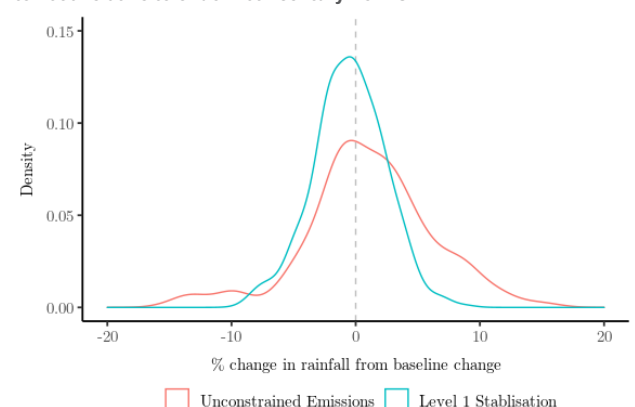 0.15
0.10
0.05
0.00
Density
-20 -10 0 10 20
% change in rainfall from baseline change
Unconstrained Emissions Level 1 Stablisation